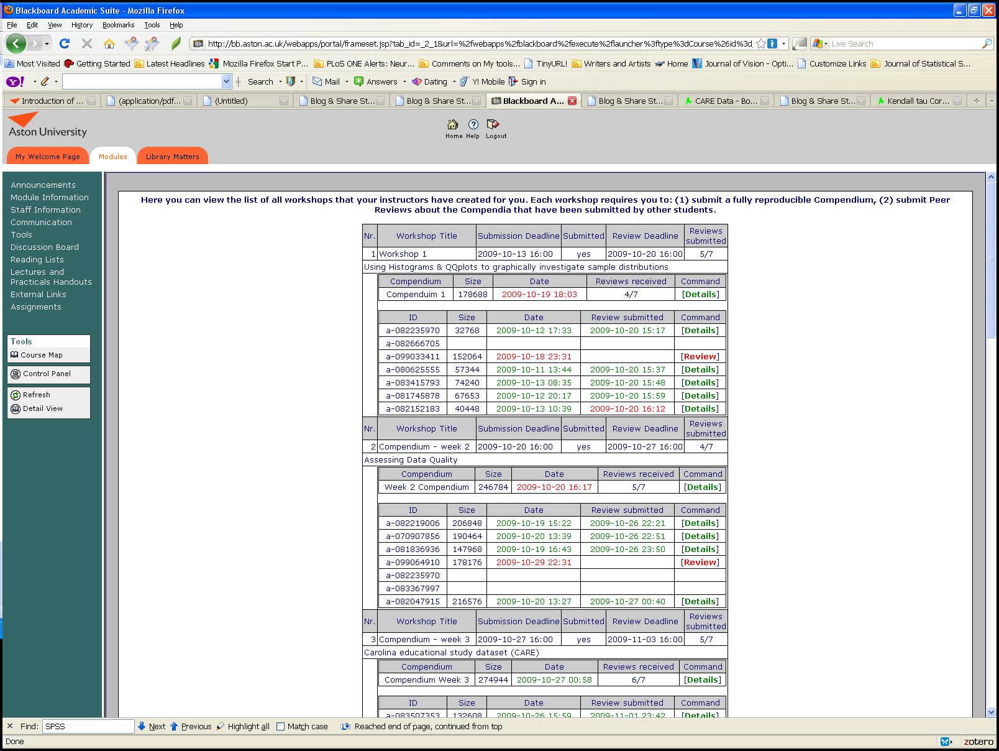 Blackboard Academic Suite - Mozilla Firefox
File Edit View History Bookmarks Tools Help
http://bb.aston.ac.uk/webapps/portal/frameset.jsp?tab_id=_2_1&url=%2fwebapps%2fblackboard%2fexecute%2flauncher%3ftype%3dCourse%26id%3d_ Live Search
Most Visited Getting Started Latest Headlines Mozilla Firefox Start P... PLoS ONE Alerts: Neur... Comments on My tools... TinyURL! Writers and Artists Home Journal of Vision - Opti... Customize Links Journal of Statistical S...
Y! Search Mail Answers Dating Y! Mobile Sign in
Introduction of ... (application/pdf... (Untitled) Blog & Share St... Blog & Share St... Bb Blackboard A... Blog & Share St... CARE Data - Bo... Blog & Share St... Kendall tau Cor...
Aston University
Home Help Logout
My Welcome Page Modules Library Matters
Announcements
Module Information
Staff Information
Communication
Tools
Discussion Board
Reading Lists
Lectures and
Practicals Handouts
External Links
Assignments
Tools
Course Map
Control Panel
Refresh
Detail View
Here you can view the list of all workshops that your instructors have created for you. Each workshop requires you to: (1) submit a fully reproducible Compendium, (2) submit Peer
Reviews about the Compendia that have been submitted by other students.
Nr. Workshop Title Submission Deadline Submitted Review Deadline Reviews submitted
1 Workshop 1 2009-10-13 16:00 yes 2009-10-20 16:00 5/7
Using Histograms & QQplots to graphically investigate sample distributions
Compendium Size Date Reviews received Command
Compenduim 1 178688 2009-10-19 18:03 4/7 [Details]
ID Size Date Review submitted Command
a-082235970 32768 2009-10-12 17:33 2009-10-20 15:17 [Details]
a-082666705
a-099033411 152064 2009-10-18 23:31 [Review]
a-080625555 57344 2009-10-11 13:44 2009-10-20 15:37 [Details]
a-083415793 74240 2009-10-13 08:35 2009-10-20 15:48 [Details]
a-081745878 67653 2009-10-12 20:17 2009-10-20 15:59 [Details]
a-082152183 40448 2009-10-13 10:39 2009-10-20 16:12 [Details]
Nr. Workshop Title Submission Deadline Submitted Review Deadline Reviews submitted
2 Compendium - week 2 2009-10-20 16:00 yes 2009-10-27 16:00 4/7
Assessing Data Quality
Compendium Size Date Reviews received Command
Week 2 Compendium 246784 2009-10-20 16:17 5/7 [Details]
ID Size Date Review submitted Command
a-082219006 206848 2009-10-19 15:22 2009-10-26 22:21 [Details]
a-070907856 190464 2009-10-20 13:39 2009-10-26 22:51 [Details]
a-081836936 147968 2009-10-19 16:43 2009-10-26 23:50 [Details]
a-099064910 178176 2009-10-29 22:31 [Review]
a-082235970
a-083367997
a-082047915 216576 2009-10-20 13:27 2009-10-27 00:40 [Details]
Nr. Workshop Title Submission Deadline Submitted Review Deadline Reviews submitted
3 Compendium - week 3 2009-10-27 16:00 yes 2009-11-03 16:00 5/7
Carolina educational study dataset (CARE)
Compendium Size Date Reviews received Command
Compendium Week 3 274944 2009-10-27 00:58 6/7 [Details]
ID Size Date Review submitted Command
a-083507353 132608 2009-10-26 15:59 2009-11-01 23:42 [Details]
Find: SPSS Next Previous Highlight all Match case Reached end of page, continued from top
Done zotero